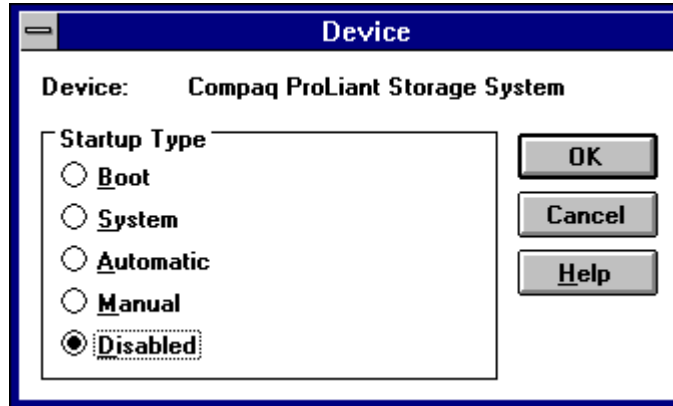 Device
Device: Compaq ProLiant Storage System
Startup Type
Boot
System
Automatic
Manual
Disabled
OK
Cancel
Help